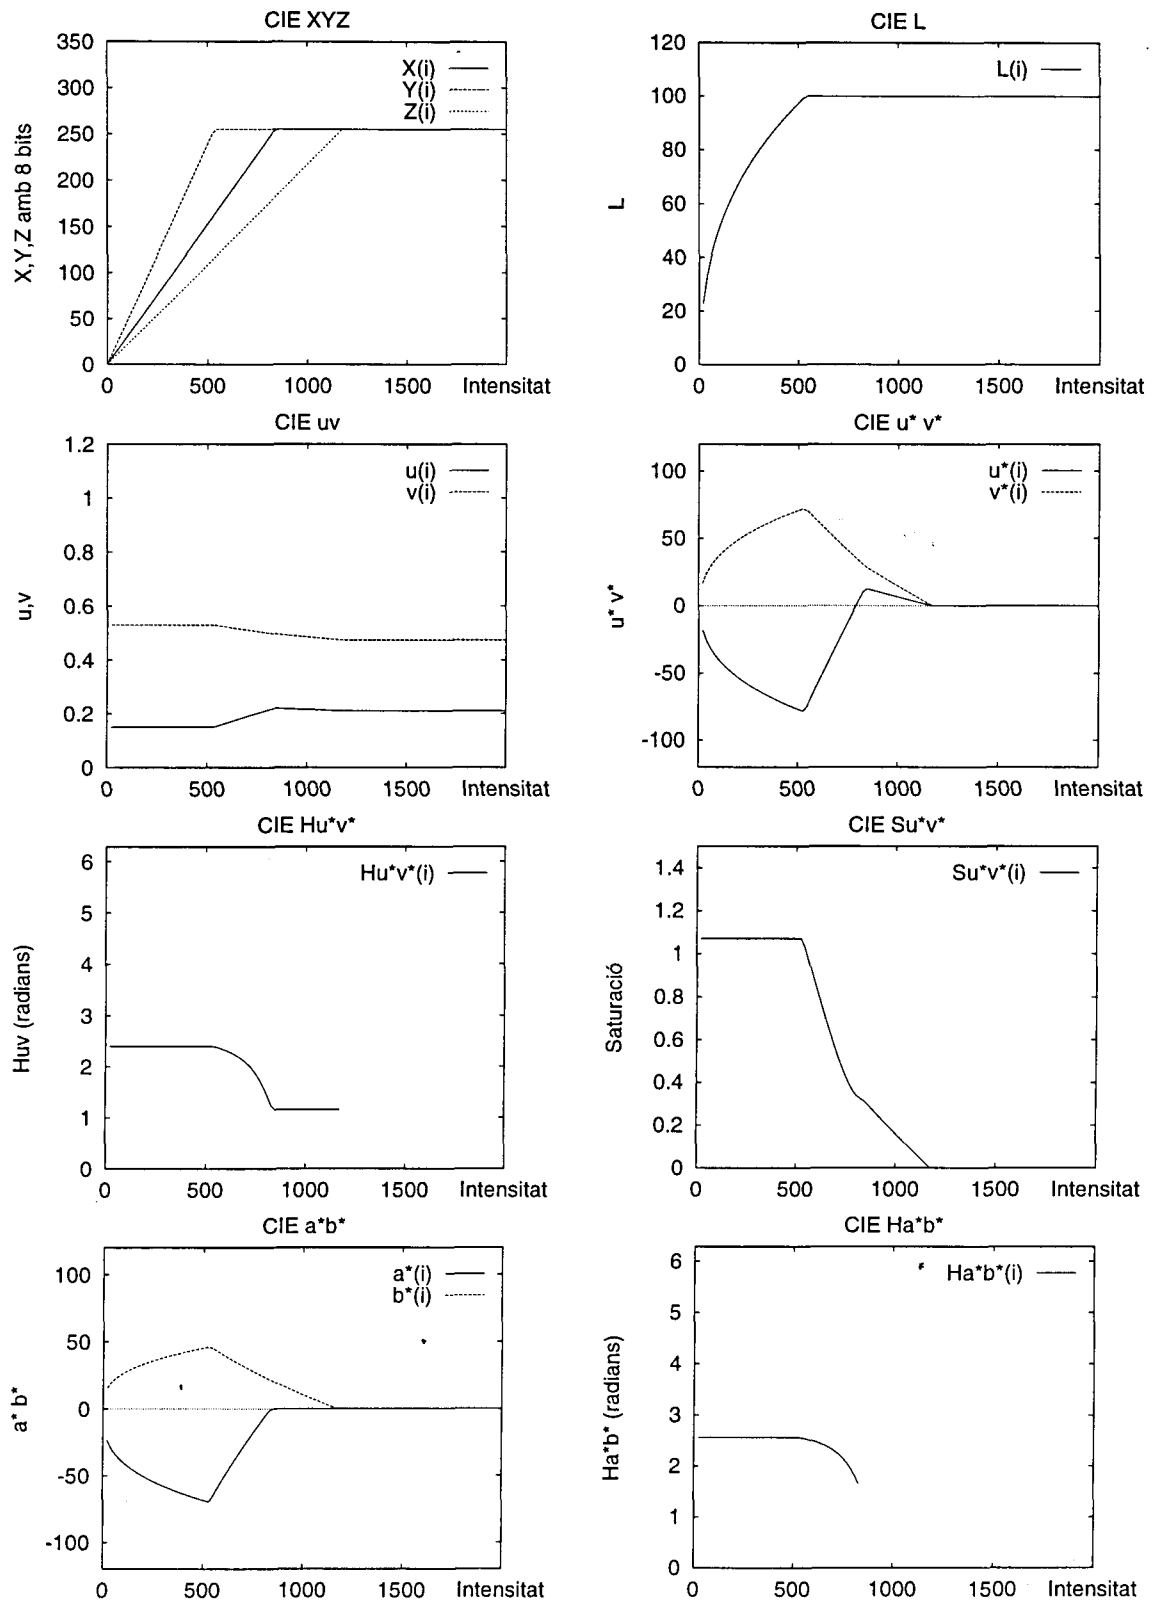 CIE XYZ
350
300
250
200
150
100
50
0
X,Y,Z amb 8 bits
X(i)
Y(i)
Z(i)
0 500 1000 1500 Intensitat
CIE L
120
100
80
60
40
20
0
L
L(i)
0 500 1000 1500 Intensitat
CIE uv
1.2
1
0.8
0.6
0.4
0.2
0
u,v
u(i)
v(i)
0 500 1000 1500 Intensitat
CIE u* v*
100
50
0
-50
-100
u* v*
u*(i)
v*(i)
0 500 1000 1500 Intensitat
CIE Hu*v*
6
5
4
3
2
1
0
Huv (radians)
Hu*v*(i)
0 500 1000 1500 Intensitat
CIE Su*v*
1.4
1.2
1
0.8
0.6
0.4
0.2
0
Saturació
Su*v*(i)
0 500 1000 1500 Intensitat
CIE a*b*
100
50
0
-50
-100
a* b*
a*(i)
b*(i)
0 500 1000 1500 Intensitat
CIE Ha*b*
6
5
4
3
2
1
0
Ha*b* (radians)
Ha*b*(i)
0 500 1000 1500 Intensitat